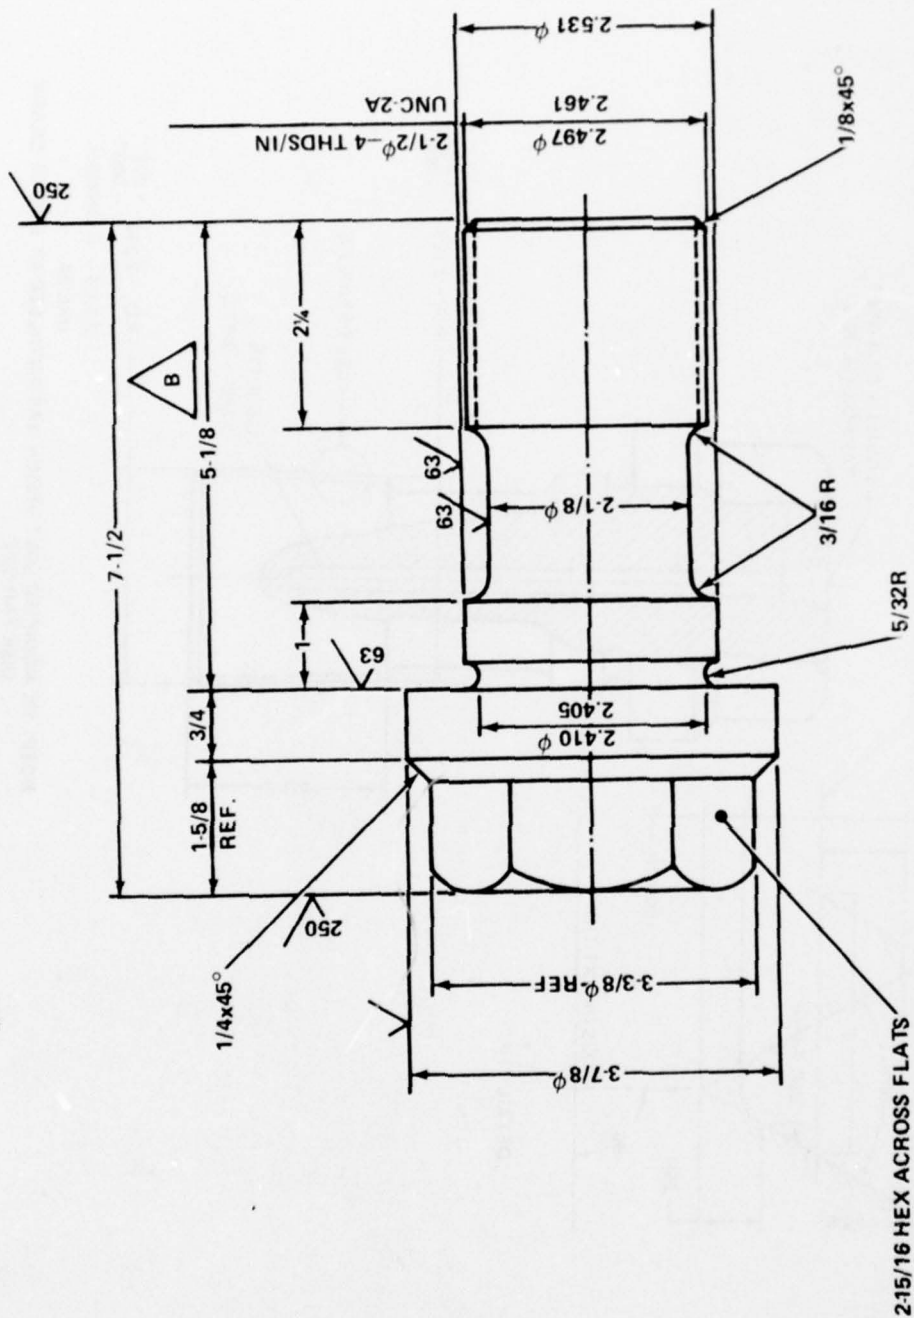 250
7-1/2
B
5-1/8
2¼
1
3/4
1-5/8
REF.
63
63
63
250
1/4x45°
2-1/2⌀—4 THDS/IN
UNC-2A
2.497 ⌀
2.461
2.531 ⌀
2-1/8 ⌀
2.410 ⌀
2.405
3-3/8 ⌀ REF
3-7/8 ⌀
1/8x45°
3/16 R
5/32R
2-15/16 HEX ACROSS FLATS